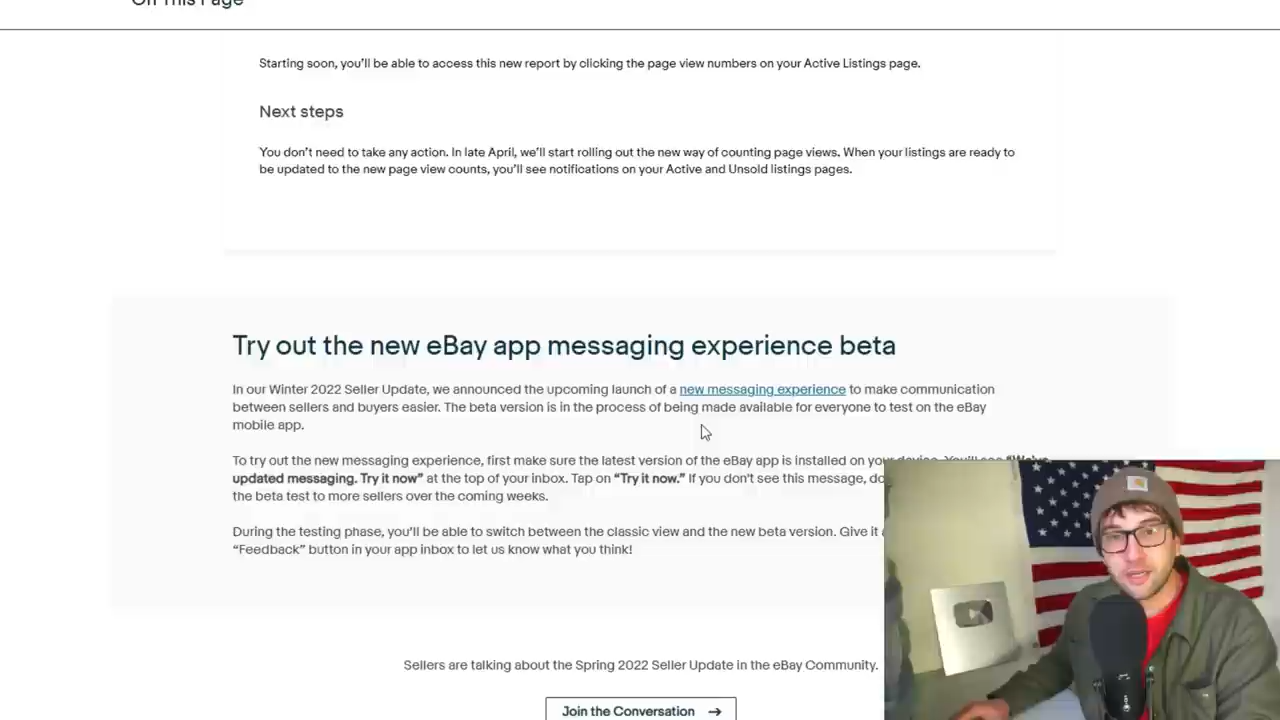 On This Page
Starting soon, you'll be able to access this new report by clicking the page view numbers on your Active Listings page.
Next steps
You don't need to take any action. In late April, we'll start rolling out the new way of counting page views. When your listings are ready to
be updated to the new page view counts, you'll see notifications on your Active and Unsold listings pages.
Try out the new eBay app messaging experience beta
In our Winter 2022 Seller Update, we announced the upcoming launch of a new messaging experience to make communication
between sellers and buyers easier. The beta version is in the process of being made available for everyone to test on the eBay
mobile app.
To try out the new messaging experience, first make sure the latest version of the eBay app is installed on your device. You'll see "We've
updated messaging. Try it now" at the top of your inbox. Tap on "Try it now." If you don't see this message,
the beta test to more sellers over the coming weeks.
During the testing phase, you'll be able to switch between the classic view and the new beta version. Give it
"Feedback" button in your app inbox to let us know what you think!
Sellers are talking about the Spring 2022 Seller Update in the eBay Community.
Join the Conversation →